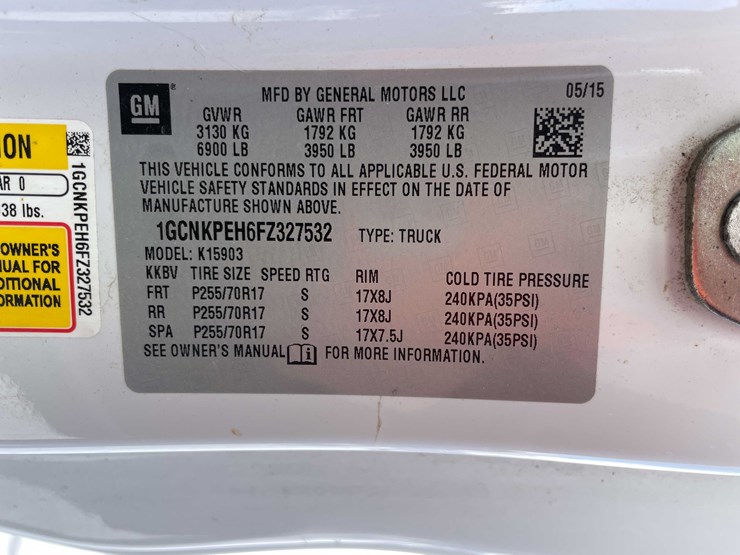 GM
MFD BY GENERAL MOTORS LLC 05/15
GVWR GAWR FRT GAWR RR
3130 KG 1792 KG 1792 KG
6900 LB 3950 LB 3950 LB
THIS VEHICLE CONFORMS TO ALL APPLICABLE U.S. FEDERAL MOTOR
VEHICLE SAFETY STANDARDS IN EFFECT ON THE DATE OF
MANUFACTURE SHOWN ABOVE.
1GCNKPEH6FZ327532 TYPE: TRUCK
MODEL: K15903
KKBV TIRE SIZE SPEED RTG RIM COLD TIRE PRESSURE
FRT P255/70R17 S 17X8J 240KPA(35PSI)
RR P255/70R17 S 17X8J 240KPA(35PSI)
SPA P255/70R17 S 17X7.5J 240KPA(35PSI)
SEE OWNER'S MANUAL i FOR MORE INFORMATION.
ION
AR 0
38 lbs.
OWNER'S
UAL FOR
DITIONAL
ORMATION
1GCNKPEH6FZ327532